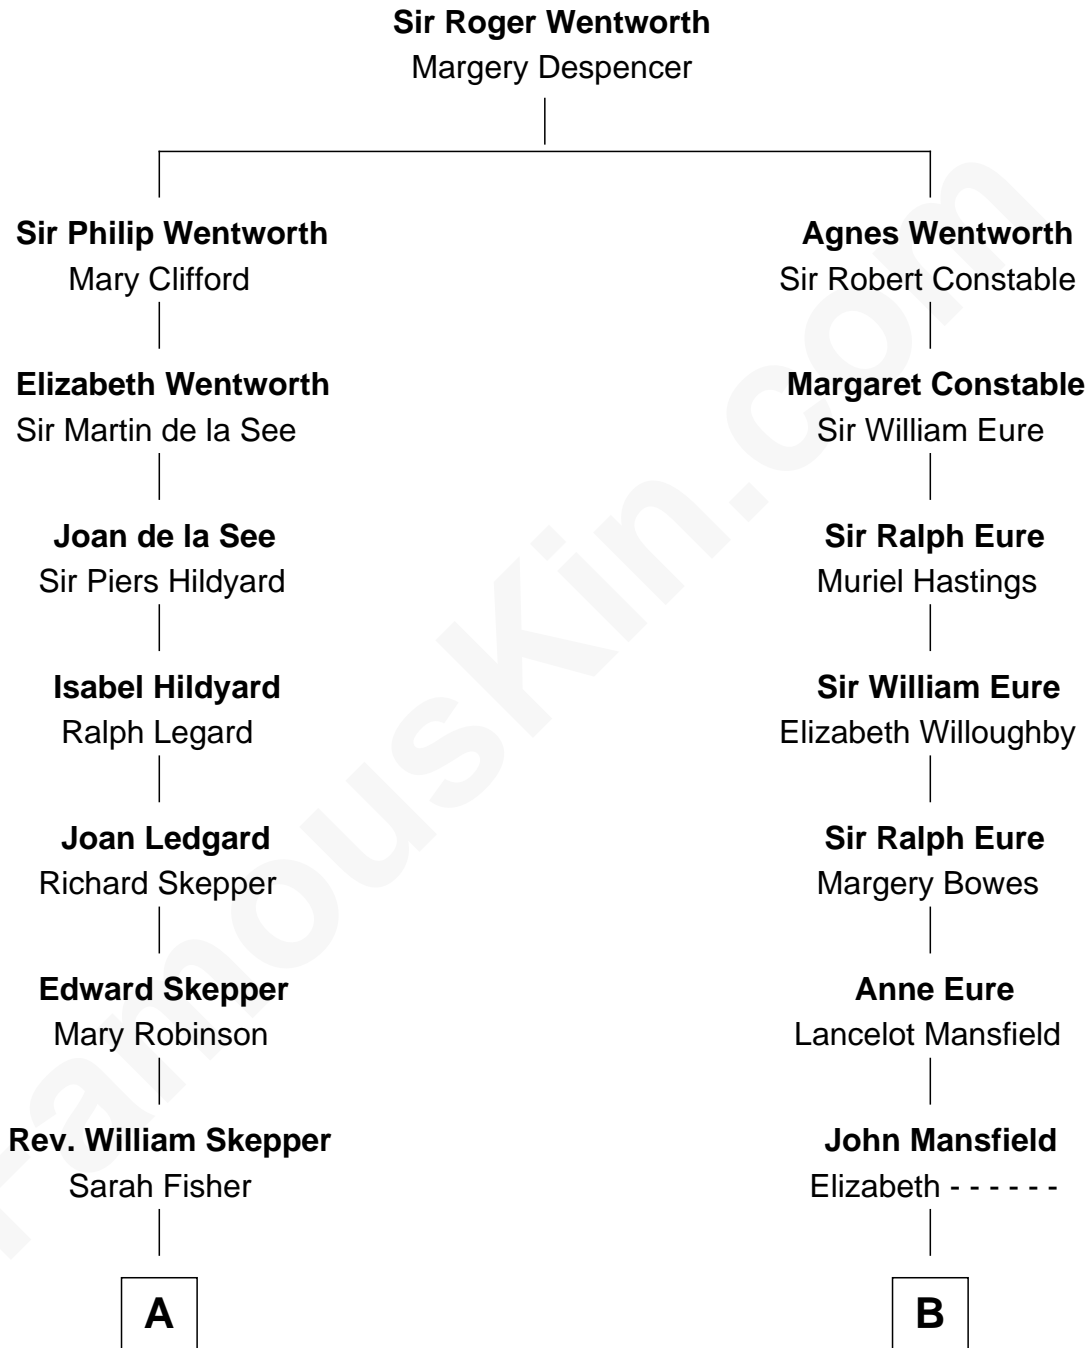 Sir Roger Wentworth
Margery Despencer
Sir Philip Wentworth
Mary Clifford
Agnes Wentworth
Sir Robert Constable
Elizabeth Wentworth
Sir Martin de la See
Margaret Constable
Sir William Eure
Joan de la See
Sir Piers Hildyard
Sir Ralph Eure
Muriel Hastings
Isabel Hildyard
Ralph Legard
Sir William Eure
Elizabeth Willoughby
Joan Ledgard
Richard Skepper
Sir Ralph Eure
Margery Bowes
Edward Skepper
Mary Robinson
Anne Eure
Lancelot Mansfield
Rev. William Skepper
Sarah Fisher
John Mansfield
Elizabeth - - - - - -
A
B
FamousKin.com